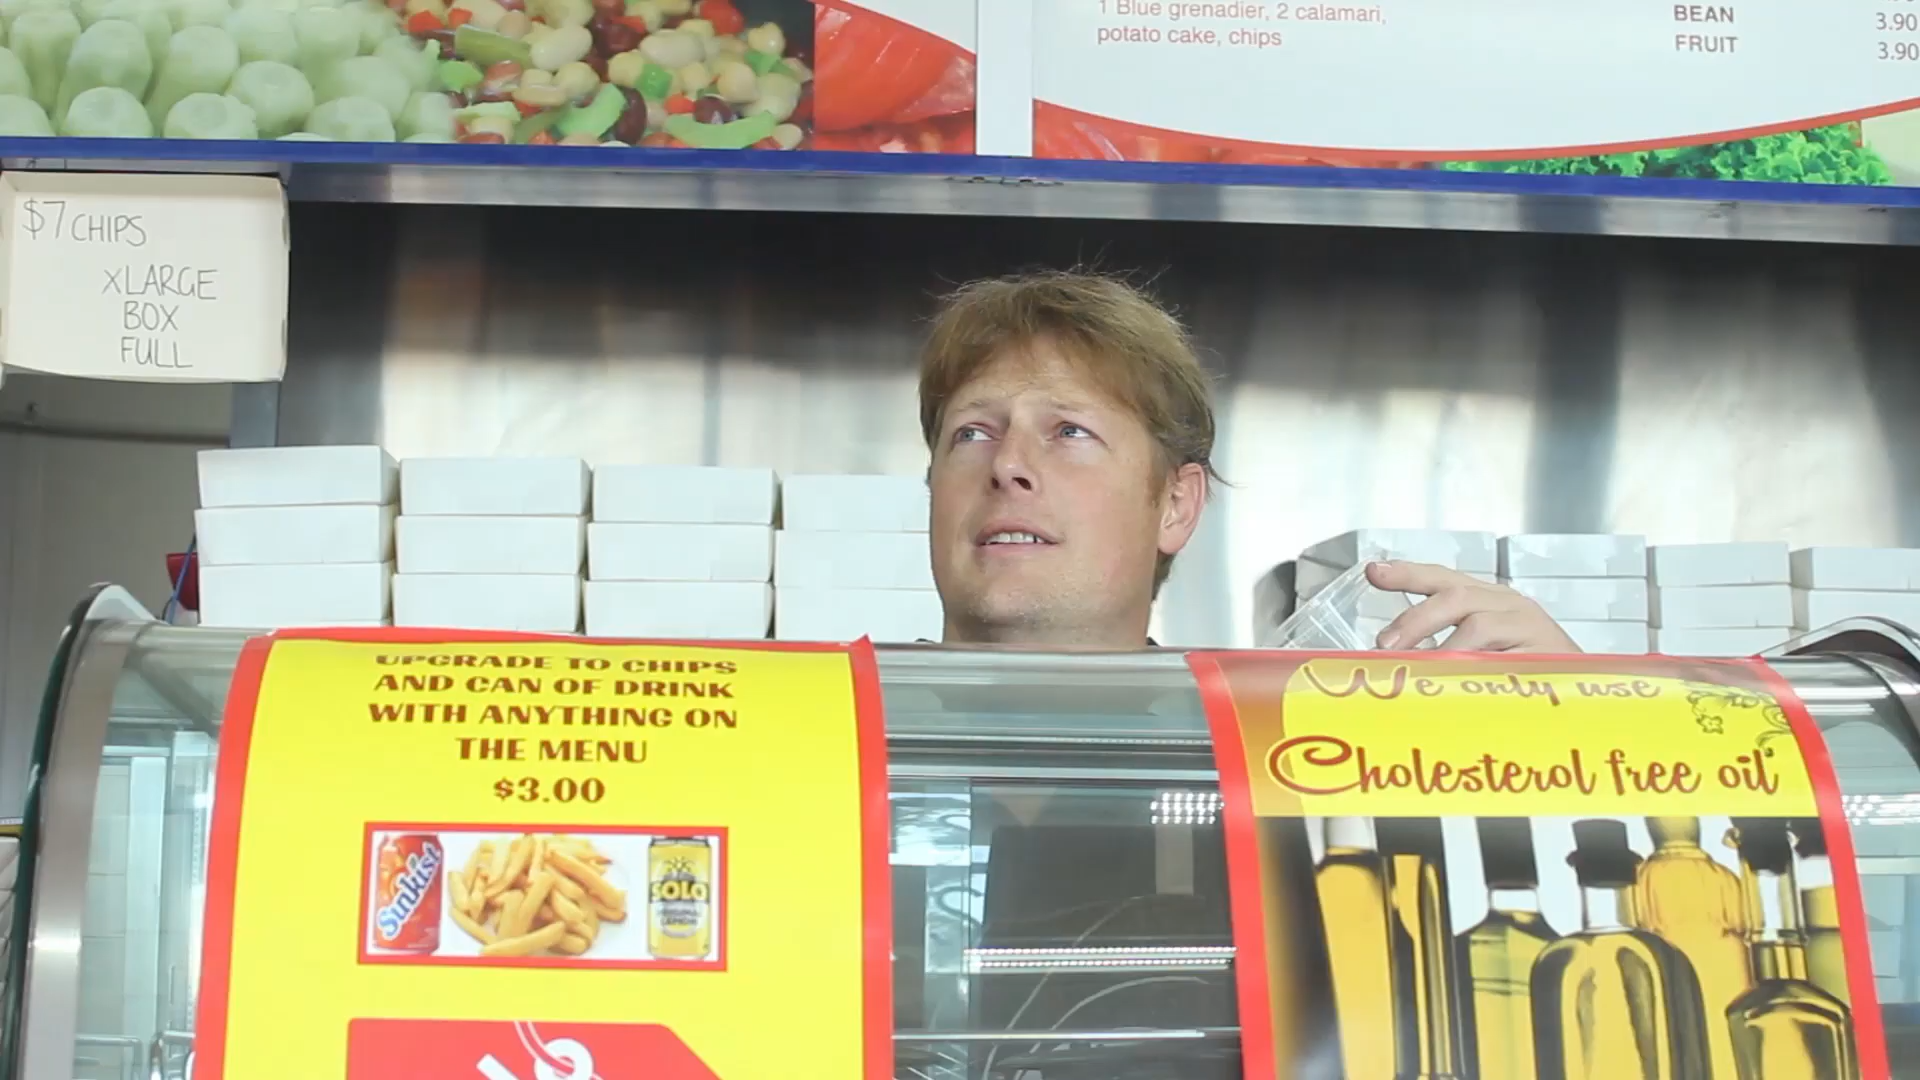 1 Blue grenadier, 2 calamari,
potato cake, chips
BEAN 3.90
FRUIT 3.90
$7 CHIPS
XLARGE
BOX
FULL
UPGRADE TO CHIPS
AND CAN OF DRINK
WITH ANYTHING ON
THE MENU
$3.00
Sunkist
SOLO
We only use
Cholesterol free oil